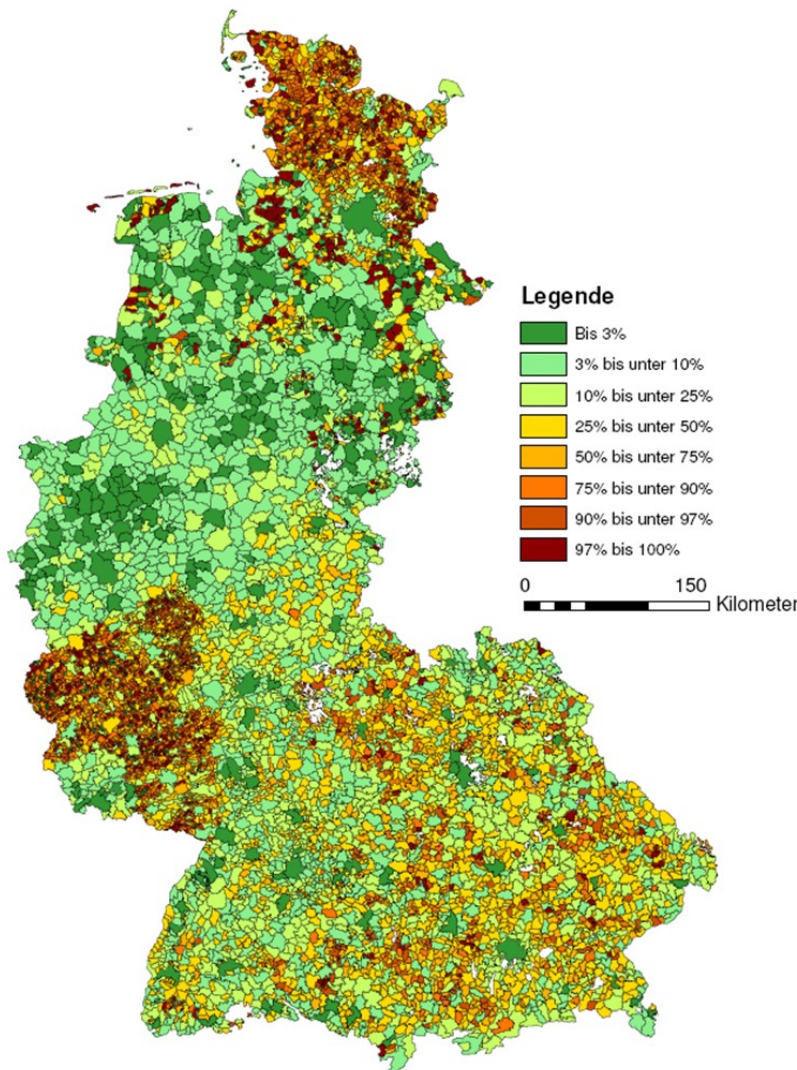 Legende
Bis 3%
3% bis unter 10%
10% bis unter 25%
25% bis unter 50%
50% bis unter 75%
75% bis unter 90%
90% bis unter 97%
97% bis 100%
0 150
Kilometer